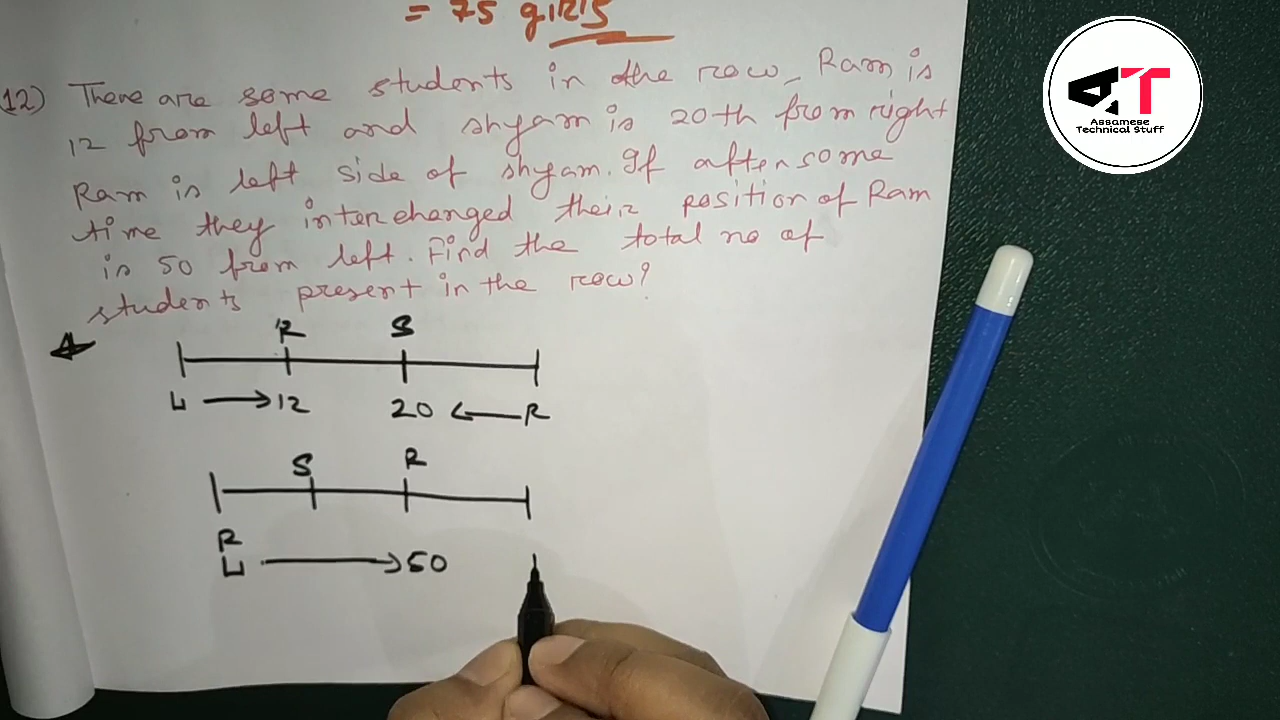 = 75 girls
AT
Assamese
Technical Stuff
(12) There are some students in the row, Ram is
12 from left and shyam is 20th from right
Ram is left side of shyam. If after some
time they interchanged their position of Ram
is 50 from left. Find the total no of
students present in the row?
A
R S
L → 12 20 ← R
S R
R
L → 50